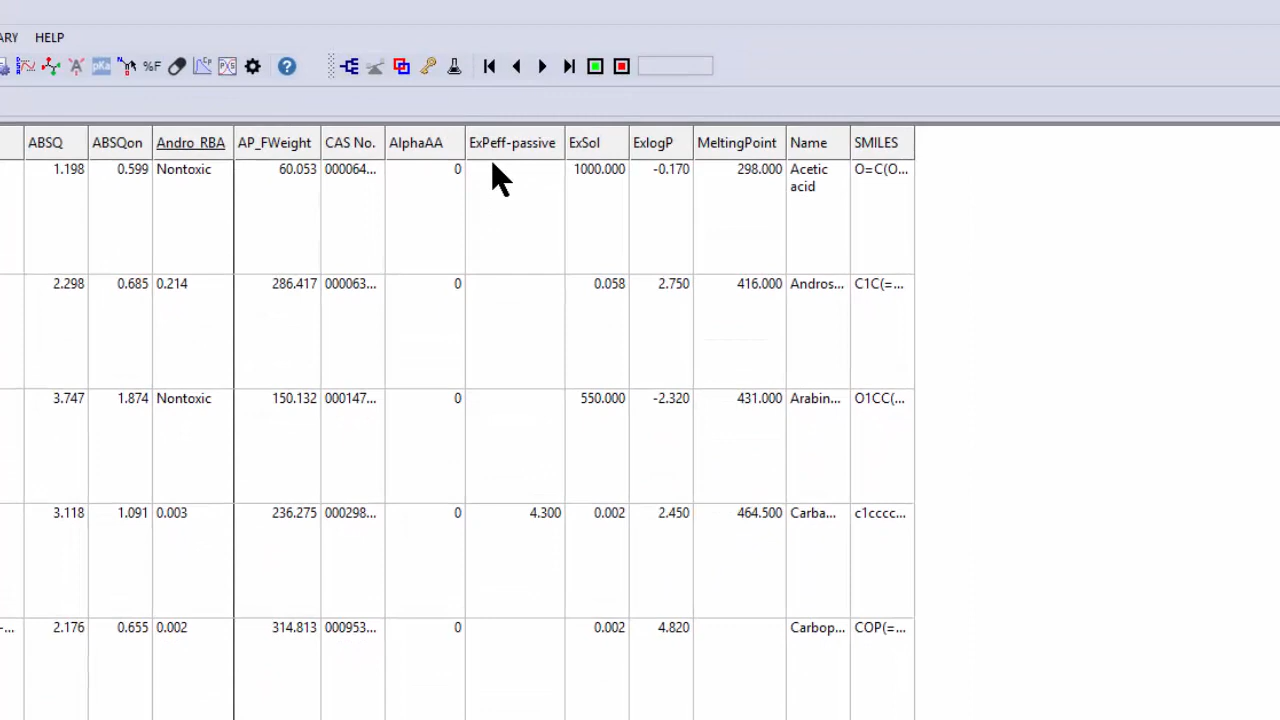 ARY HELP
pKa %F Cp P/S ?
ABSQ ABSQon Andro_RBA AP_FWeight CAS No. AlphaAA ExPeff-passive ExSol ExlogP MeltingPoint Name SMILES
1.198 0.599 Nontoxic 60.053 000064... 0 1000.000 -0.170 298.000 Acetic O=C(O...
acid
2.298 0.685 0.214 286.417 000063... 0 0.058 2.750 416.000 Andros... C1C(=...
3.747 1.874 Nontoxic 150.132 000147... 0 550.000 -2.320 431.000 Arabin... O1CC(...
3.118 1.091 0.003 236.275 000298... 0 4.300 0.002 2.450 464.500 Carba... c1cccc...
-... 2.176 0.655 0.002 314.813 000953... 0 0.002 4.820 Carbop... COP(=...